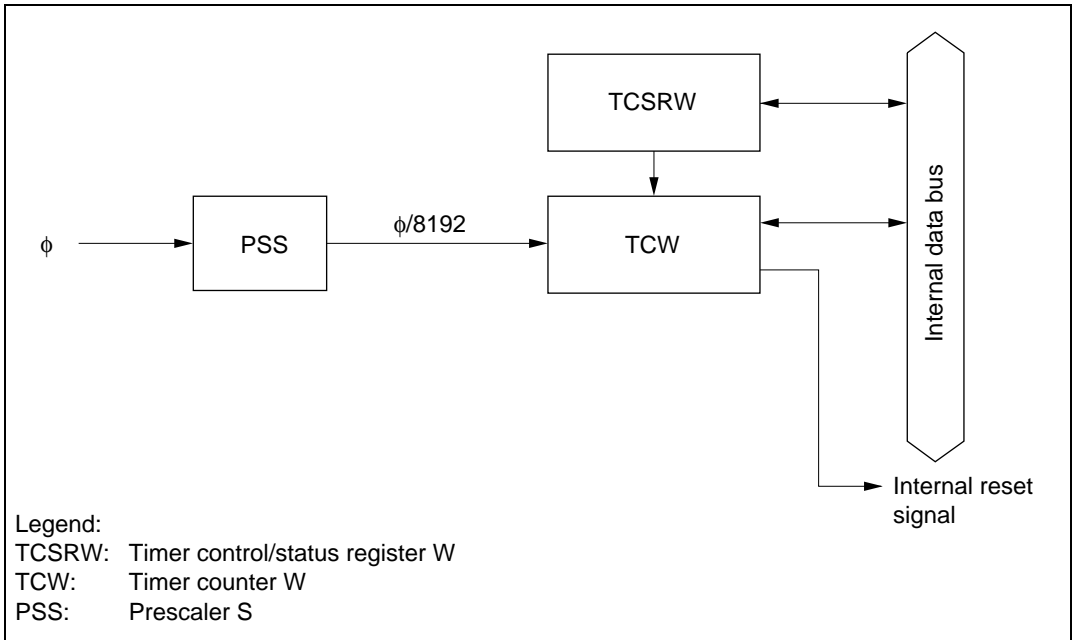 TCSRW
ϕ
PSS
ϕ/8192
TCW
Internal data bus
Internal reset
signal
Legend:
TCSRW: Timer control/status register W
TCW: Timer counter W
PSS: Prescaler S